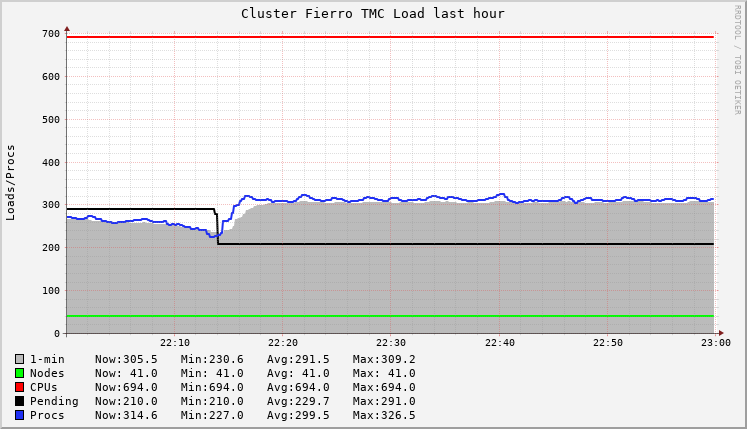 Cluster Fierro TMC Load last hour
RRDTOOL / TOBI OETIKER
Loads/Procs
700
600
500
400
300
200
100
0
22:10 22:20 22:30 22:40 22:50 23:00
1-min Now:305.5 Min:230.6 Avg:291.5 Max:309.2
Nodes Now: 41.0 Min: 41.0 Avg: 41.0 Max: 41.0
CPUs Now:694.0 Min:694.0 Avg:694.0 Max:694.0
Pending Now:210.0 Min:210.0 Avg:229.7 Max:291.0
Procs Now:314.6 Min:227.0 Avg:299.5 Max:326.5